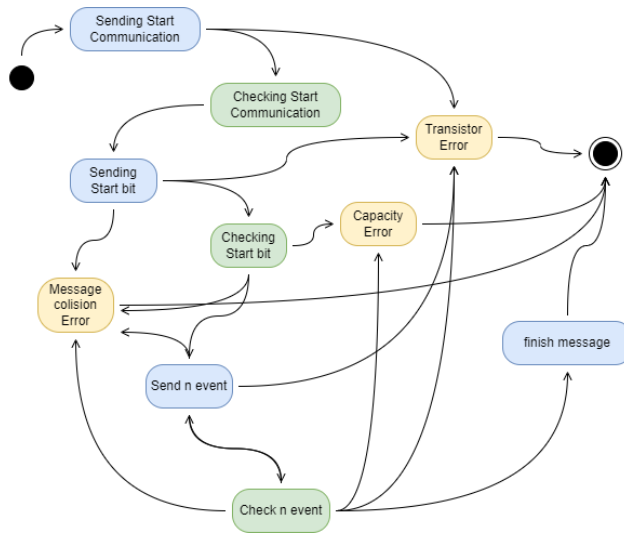 Sending Start
Communication
Checking Start
Communication
Transistor
Error
Sending
Start bit
Capacity
Error
Checking
Start bit
Message
colision
Error
finish message
Send n event
Check n event